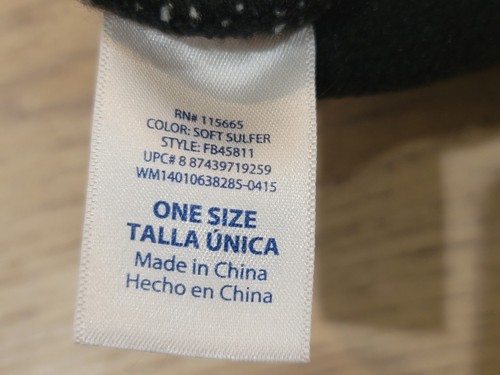 RN# 115665
COLOR: SOFT SULFER
STYLE: FB45811
UPC# 8 87439719259
WM14010638285-0415
ONE SIZE
TALLA ÚNICA
Made in China
Hecho en China